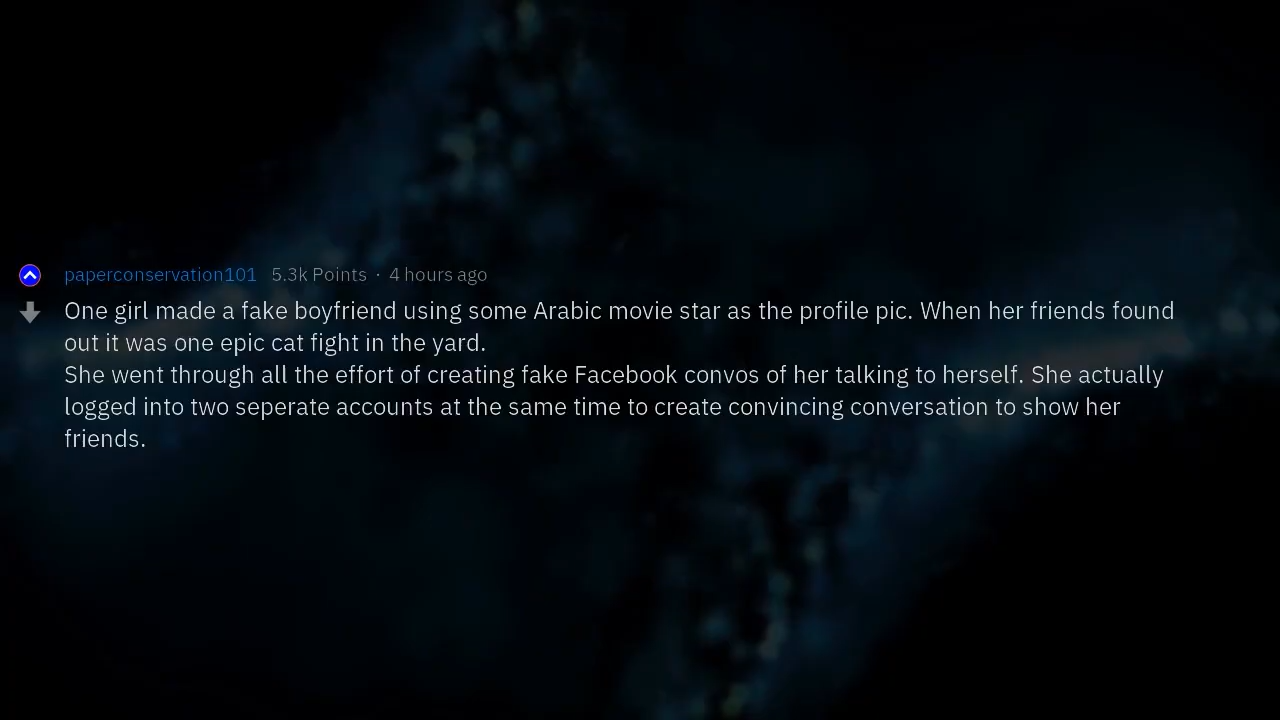 paperconservation101 5.3k Points · 4 hours ago
One girl made a fake boyfriend using some Arabic movie star as the profile pic. When her friends found
out it was one epic cat fight in the yard.
She went through all the effort of creating fake Facebook convos of her talking to herself. She actually
logged into two seperate accounts at the same time to create convincing conversation to show her
friends.